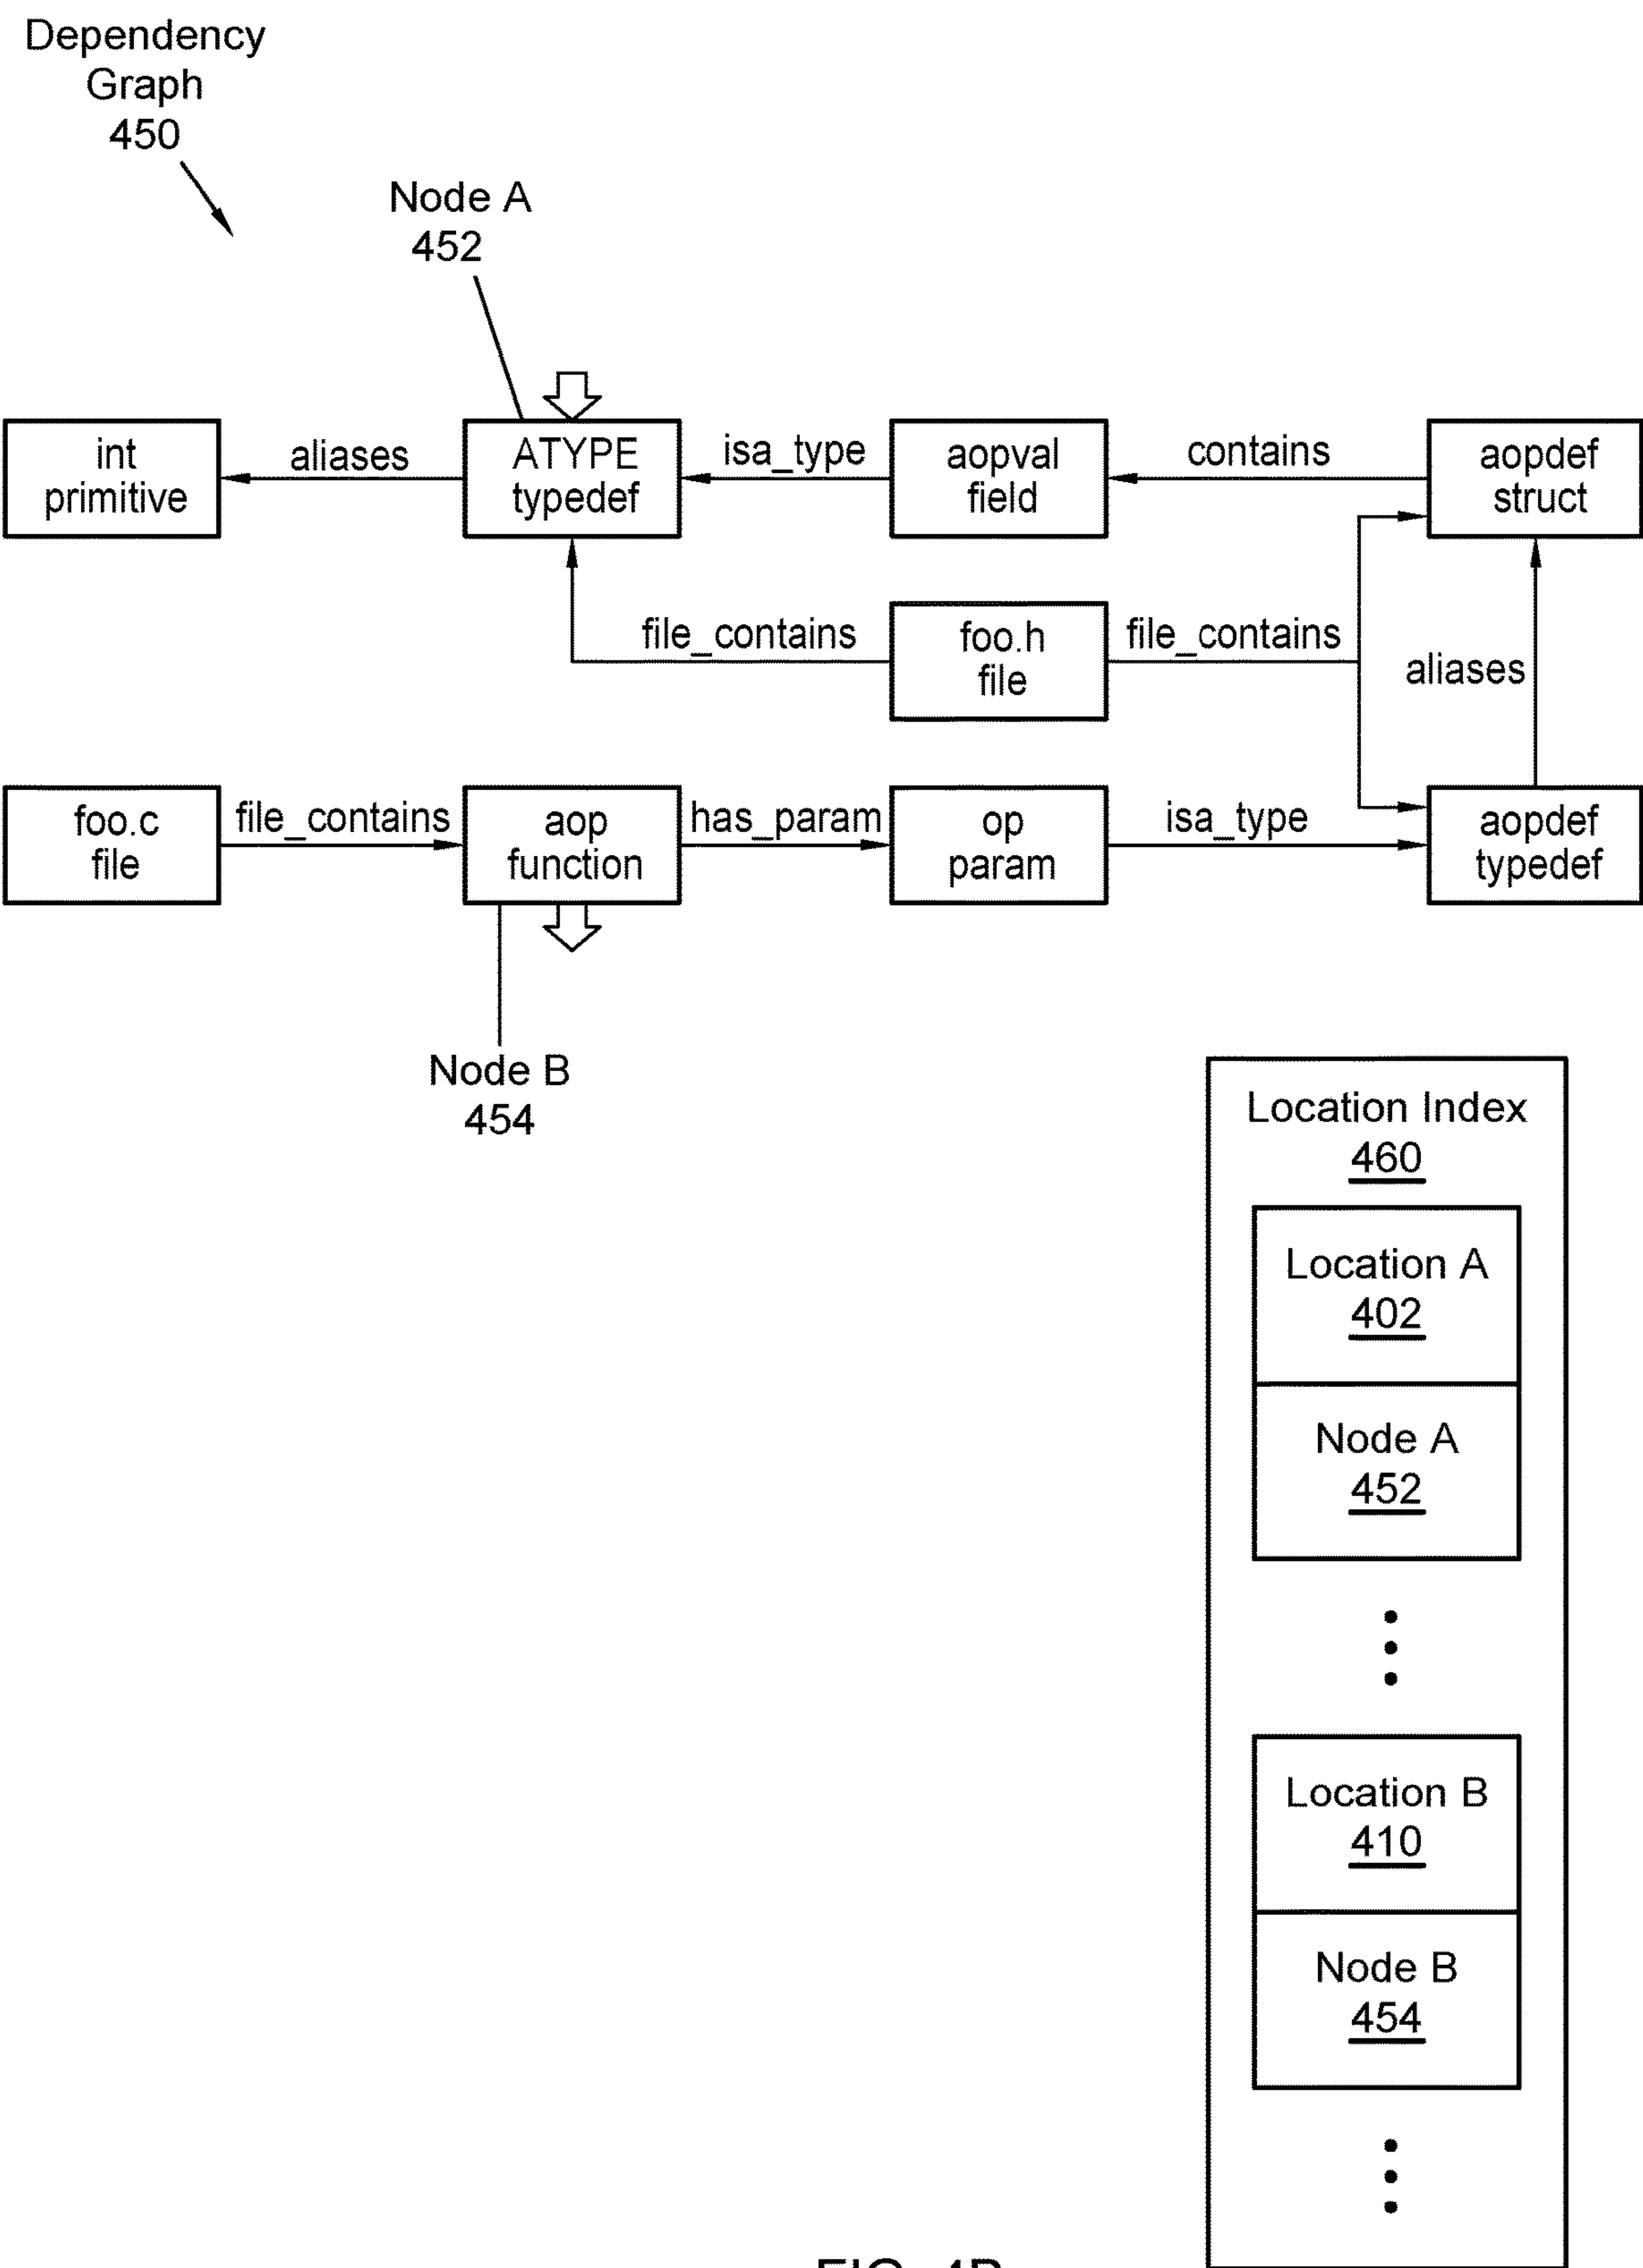 Dependency
Graph
450
Node A
452
int
primitive
aliases
ATYPE
typedef
isa_type
aopval
field
contains
aopdef
struct
file_contains
foo.h
file
file_contains
aliases
foo.c
file
file_contains
aop
function
has_param
op
param
isa_type
aopdef
typedef
Node B
454
Location Index
460
Location A
402
Node A
452
Location B
410
Node B
454